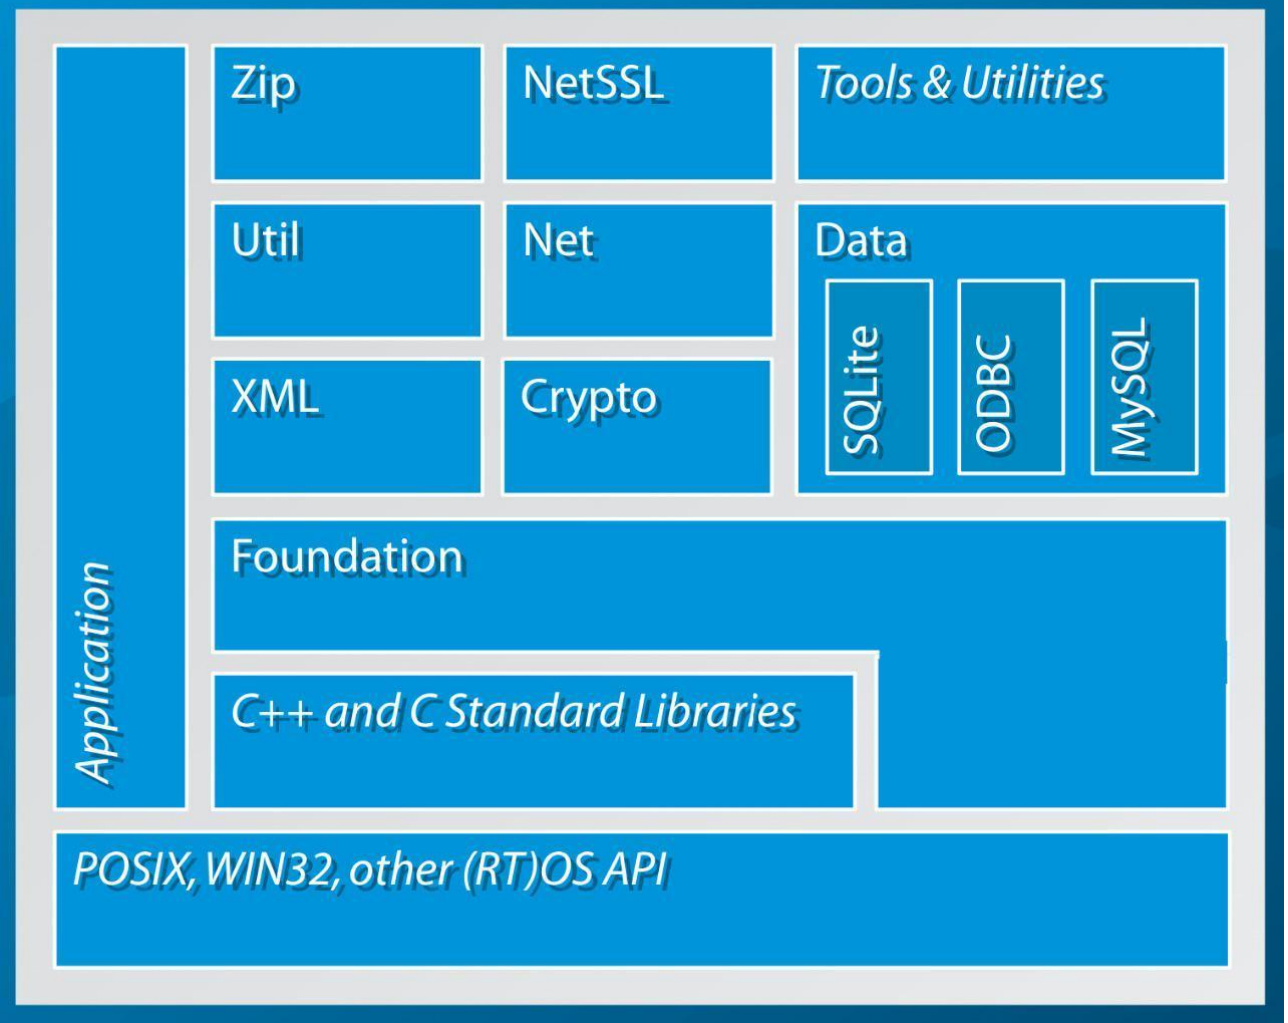 Zip
NetSSL
Tools & Utilities
Util
Net
Data
SQLite
ODBC
MySQL
XML
Crypto
Foundation
Application
C++ and C Standard Libraries
POSIX, WIN32, other (RT)OS API